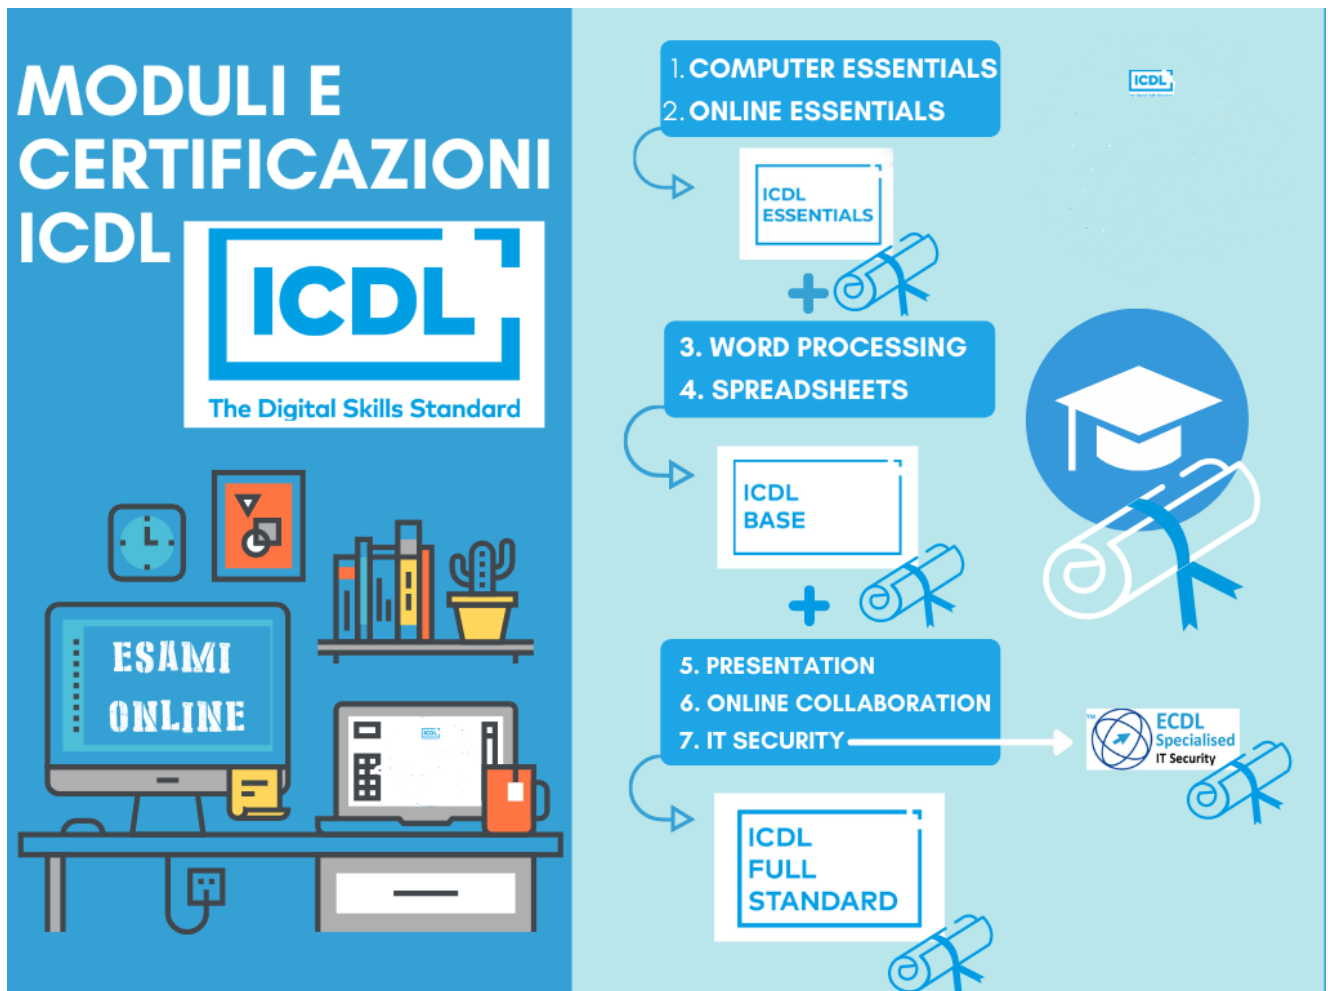 MODULI E
CERTIFICAZIONI
ICDL
ICDL
The Digital Skills Standard
ESAMI
ONLINE
ICDL
1. COMPUTER ESSENTIALS
2. ONLINE ESSENTIALS
ICDL
ESSENTIALS
3. WORD PROCESSING
4. SPREADSHEETS
ICDL
BASE
5. PRESENTATION
6. ONLINE COLLABORATION
7. IT SECURITY
ICDL
FULL
STANDARD
ICDL
TM
ECDL
Specialised
IT Security